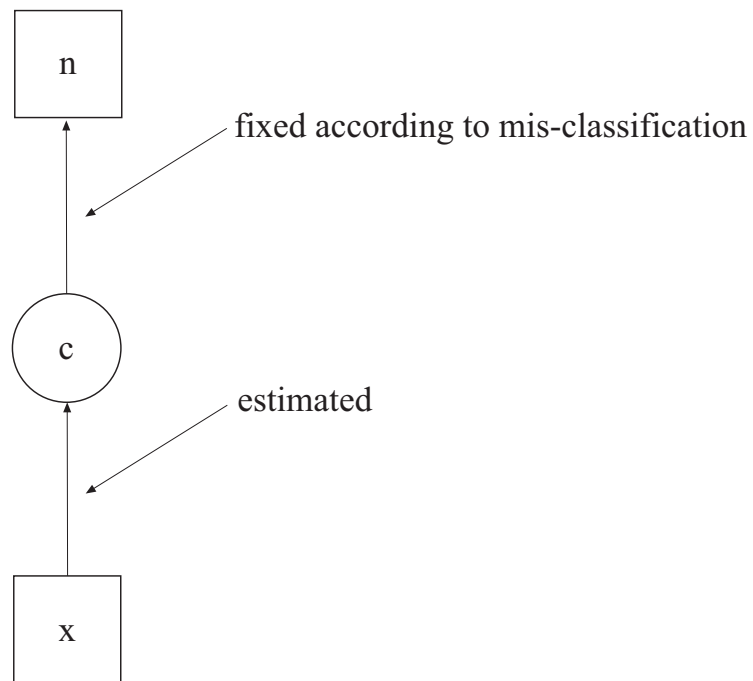 n
fixed according to mis-classification
c
estimated
x